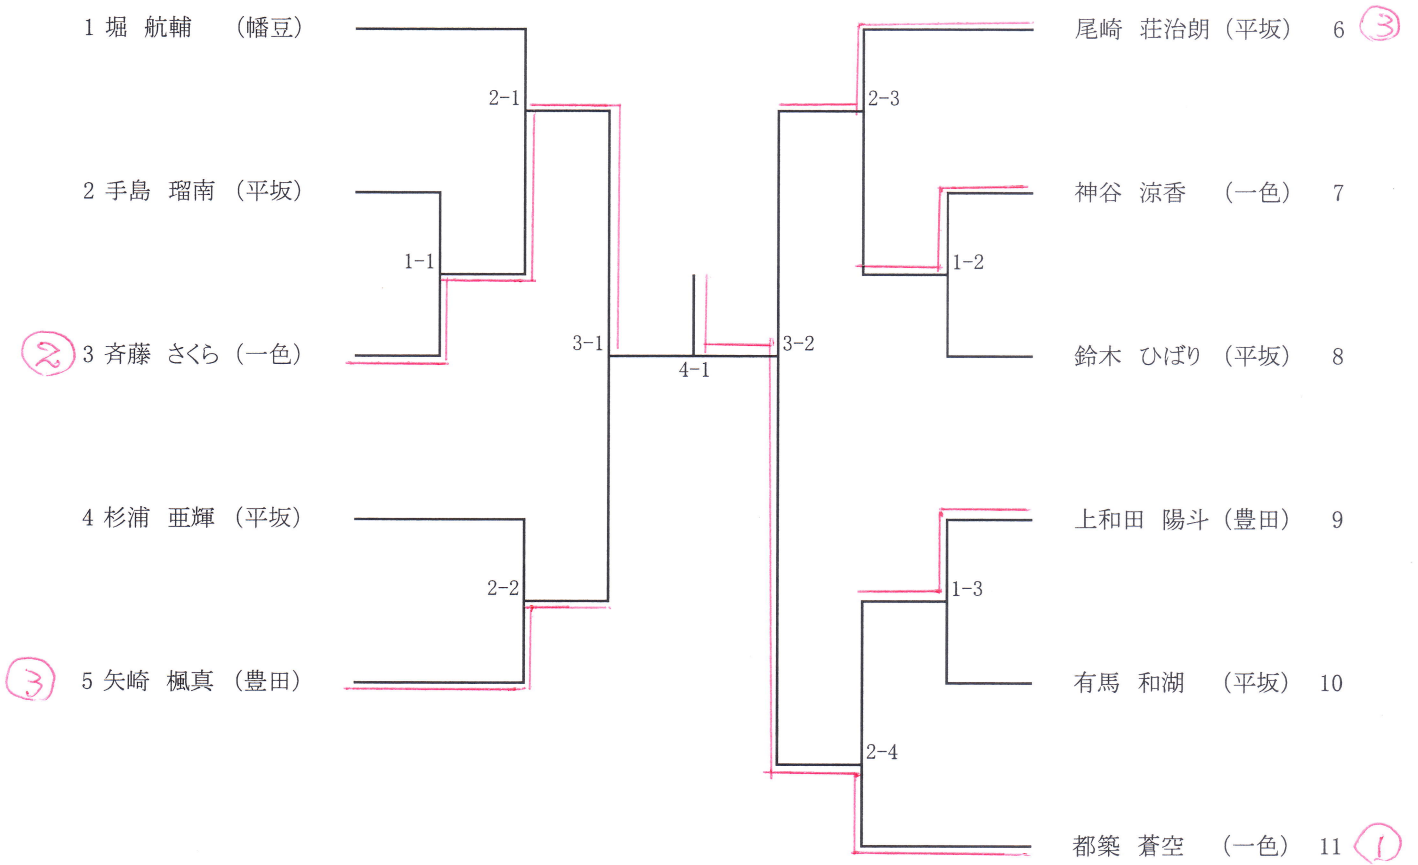 1 堀 航輔 (幡豆)
2-1
2 手島 瑠南 (平坂)
1-1
② 3 斉藤 さくら (一色)
3-1
4 杉浦 亜輝 (平坂)
2-2
③ 5 矢崎 楓真 (豊田)
4-1
尾崎 荘治朗 (平坂) 6 ③
2-3
神谷 涼香 (一色) 7
1-2
3-2
鈴木 ひばり (平坂) 8
上和田 陽斗 (豊田) 9
1-3
有馬 和湖 (平坂) 10
2-4
都築 蒼空 (一色) 11 ①